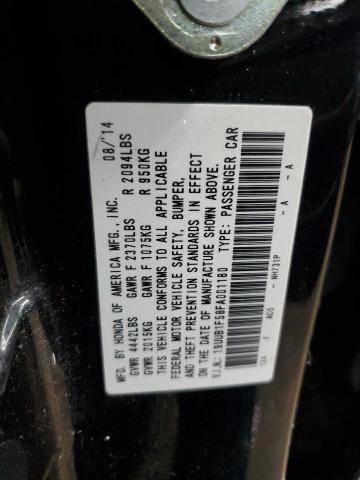 MFD. BY HONDA OF AMERICA MFG., INC. 08/'14
GVWR 4442LBS GAWR F 2370LBS R 2094LBS
GVWR 2015KG GAWR F 1075KG R 950KG
THIS VEHICLE CONFORMS TO ALL APPLICABLE
FEDERAL MOTOR VEHICLE SAFETY, BUMPER,
AND THEFT PREVENTION STANDARDS IN EFFECT
ON THE DATE OF MANUFACTURE SHOWN ABOVE.
V.I.N.: 19UUB1F58FA001180 TYPE: PASSENGER CAR
F AD5 - NH731P - A - A